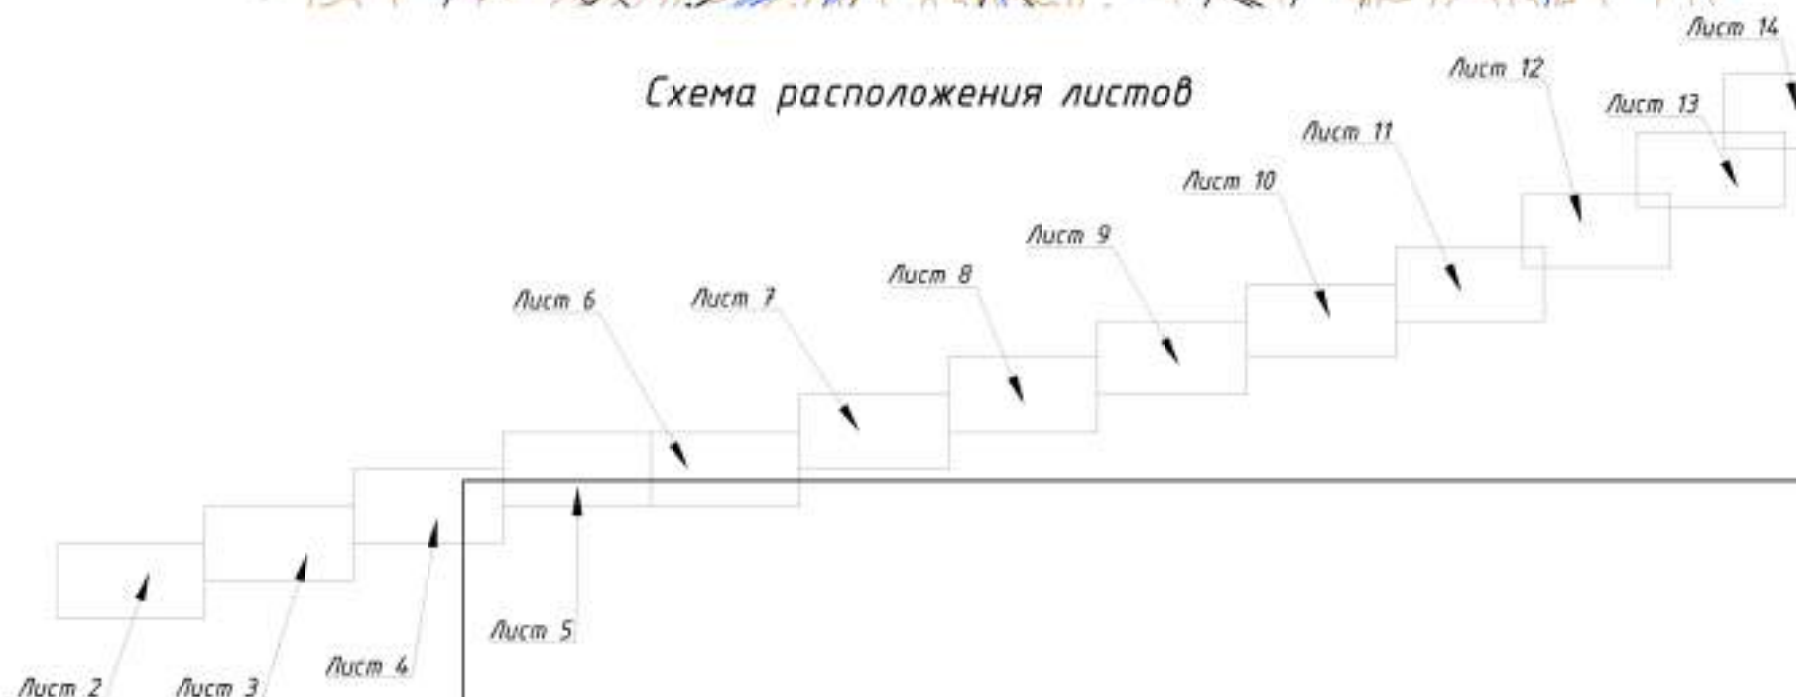 Схема расположения листов
Лист 14
Лист 12
Лист 13
Лист 11
Лист 10
Лист 9
Лист 8
Лист 6
Лист 7
Лист 5
Лист 4
Лист 2
Лист 3